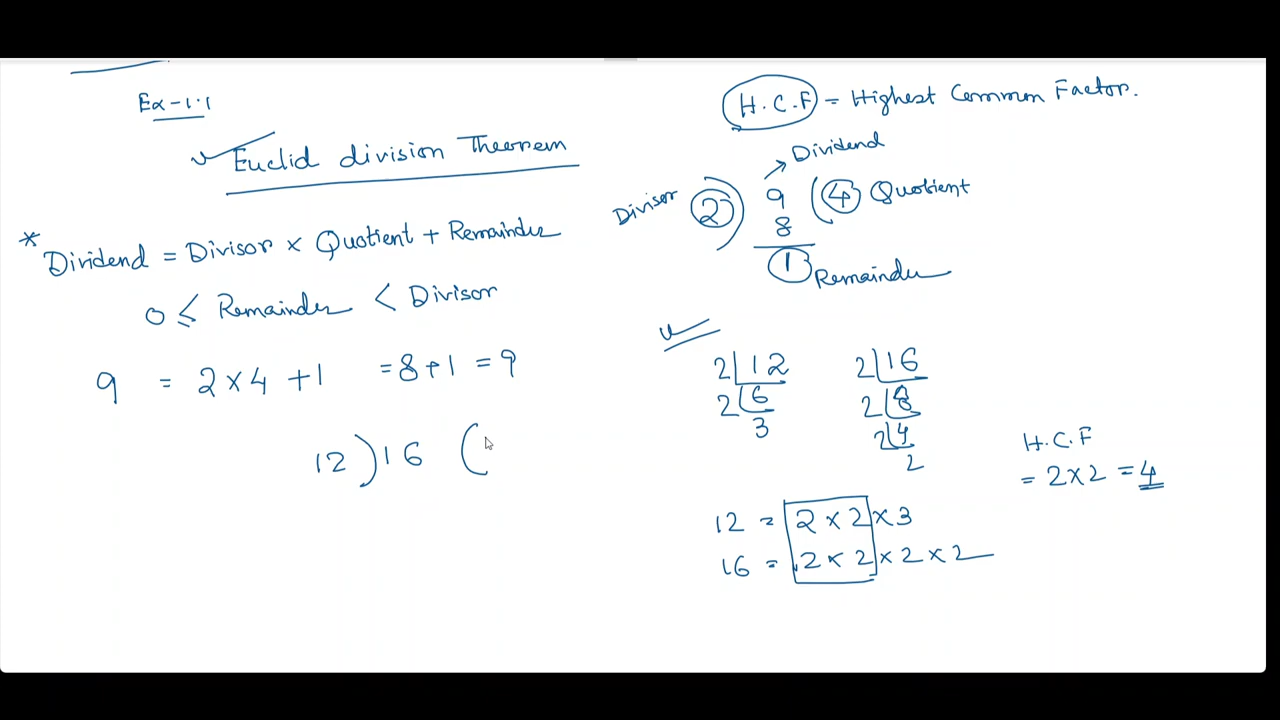 Ex-1.1
Euclid division Theorem
* Dividend = Divisor × Quotient + Remainder
0 ≤ Remainder < Divisor
9 = 2 × 4 + 1 = 8 + 1 = 9
12 ) 16 (
H.C.F = Highest Common Factor.
Dividend
Divisor 2 ) 9 ( 4 Quotient
8
1 Remainder
2 | 12
2 | 6
3
2 | 16
2 | 8
2 | 4
2
H.C.F
= 2×2 = 4
12 = 2 × 2 × 3
16 = 2 × 2 × 2 × 2